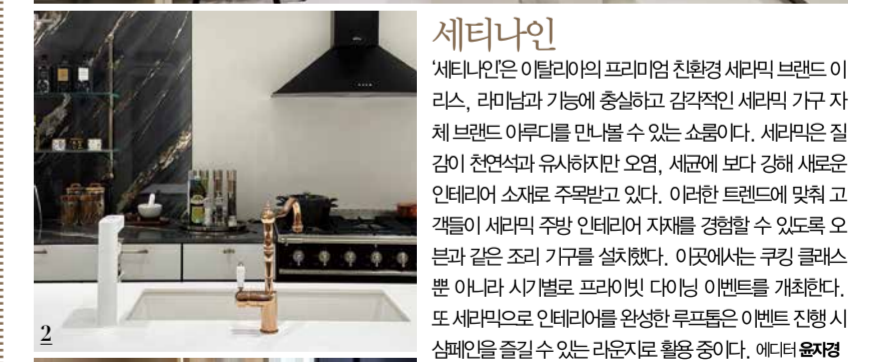 세티나인
‘세티나인’은 이탈리아의 프리미엄 친환경 세라믹 브랜드 이
리스, 라미남과 기능에 충실하고 감각적인 세라믹 가구 자
체 브랜드 아루디를 만나볼 수 있는 쇼룸이다. 세라믹은 질
감이 천연석과 유사하지만 오염, 세균에 보다 강해 새로운
인테리어 소재로 주목받고 있다. 이러한 트렌드에 맞춰 고
객들이 세라믹 주방 인테리어 자재를 경험할 수 있도록 오
븐과 같은 조리 기구를 설치했다. 이곳에서는 쿠킹 클래스
뿐 아니라 시기별로 프라이빗 다이닝 이벤트를 개최한다.
또 세라믹으로 인테리어를 완성한 루프톱은 이벤트 진행 시
샴페인을 즐길 수 있는 라운지로 활용 중이다. 에디터 윤자경
2